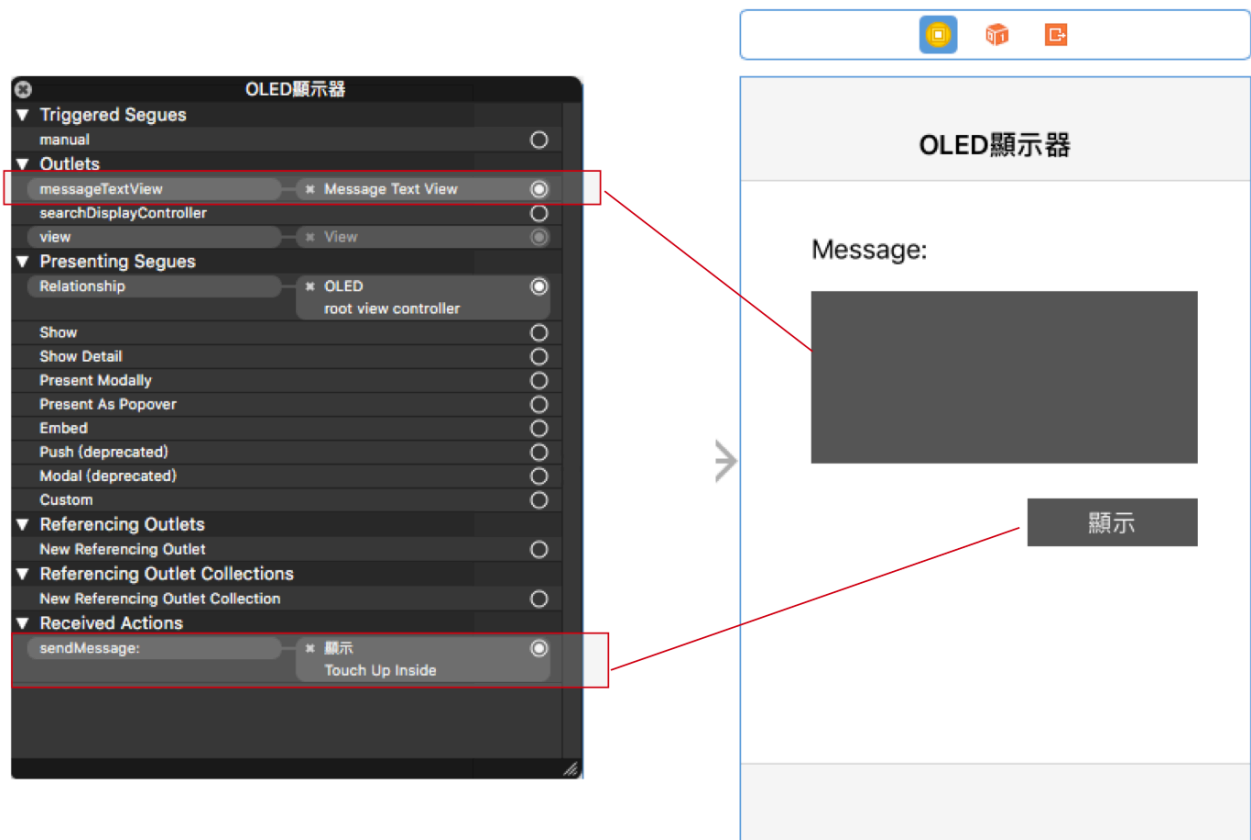 OLED顯示器
Triggered Segues
manual
Outlets
messageTextView Message Text View
searchDisplayController
view View
Presenting Segues
Relationship OLED
root view controller
Show
Show Detail
Present Modally
Present As Popover
Embed
Push (deprecated)
Modal (deprecated)
Custom
Referencing Outlets
New Referencing Outlet
Referencing Outlet Collections
New Referencing Outlet Collection
Received Actions
sendMessage: 顯示
Touch Up Inside
OLED顯示器
Message:
顯示